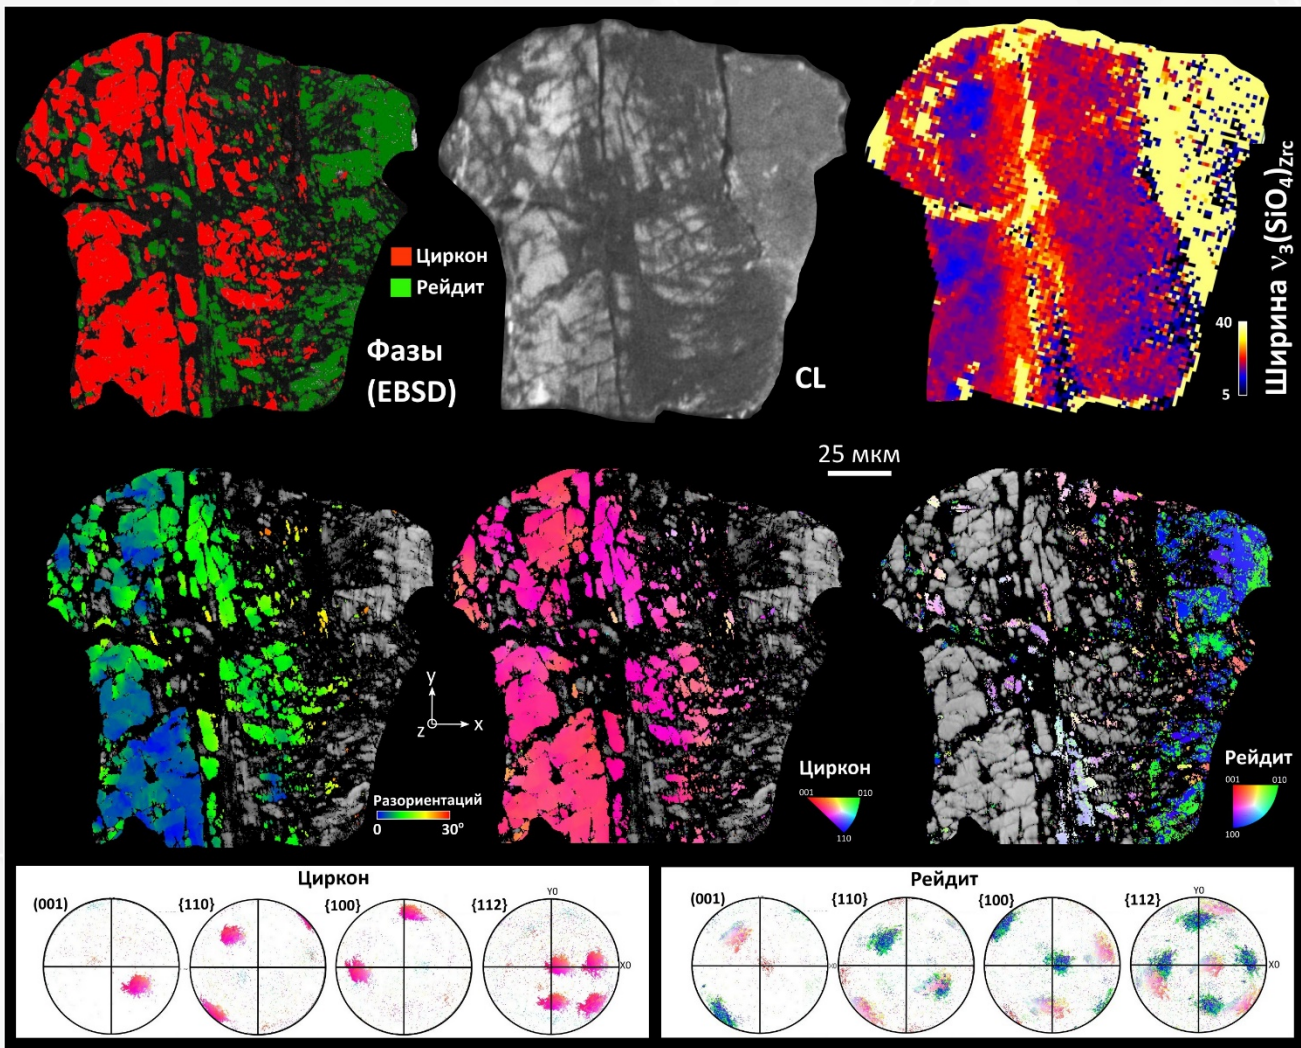 Циркон
Рейдит
Фазы
(EBSD)
CL
40
5
Ширина ν₃(SiO₄)Zrc
25 мкм
y
z
x
Разориентаций
0
30°
Циркон
001
010
110
Рейдит
001
010
100
Циркон
(001)
{110}
{100}
{112}
Y0
X0
Рейдит
(001)
{110}
{100}
{112}
Y0
X0